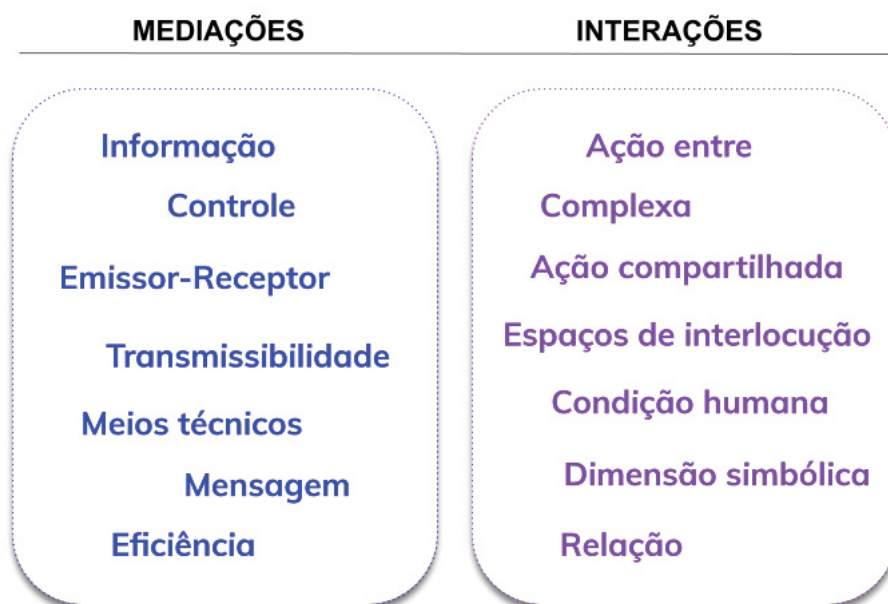 MEDIAÇÕES
Informação
Controle
Emissor-Receptor
Transmissibilidade
Meios técnicos
Mensagem
Eficiência
INTERAÇÕES
Ação entre
Complexa
Ação compartilhada
Espaços de interlocução
Condição humana
Dimensão simbólica
Relação